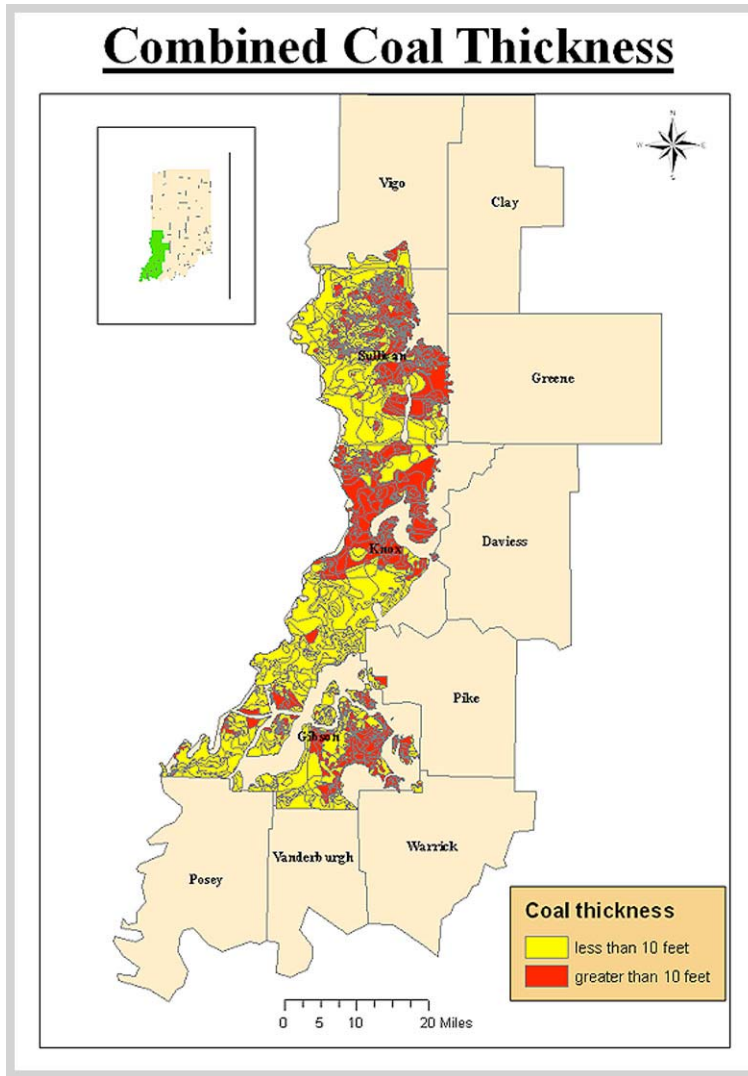 Combined Coal Thickness
N
W E
S
Vigo
Clay
Sullivan
Greene
Knox
Daviess
Pike
Gibson
Warrick
Vanderburgh
Posey
Coal thickness
less than 10 feet
greater than 10 feet
0 5 10 20 Miles